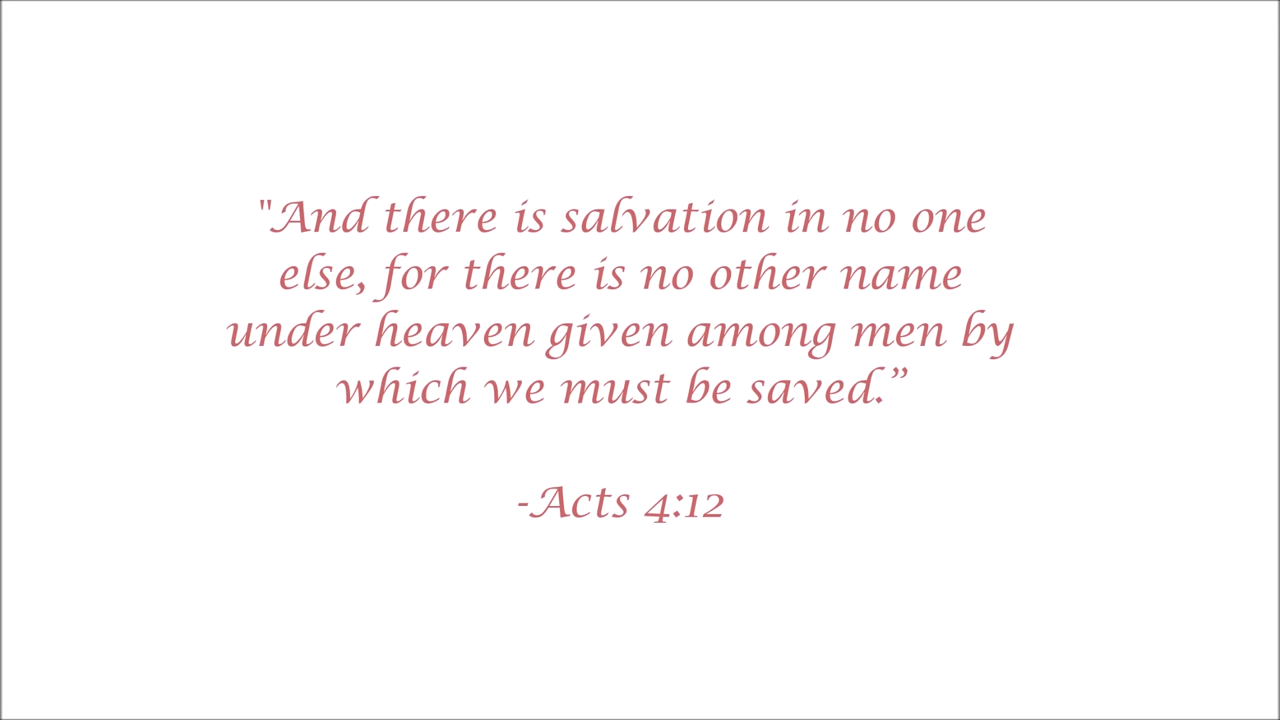 "And there is salvation in no one
else, for there is no other name
under heaven given among men by
which we must be saved.”
-Acts 4:12